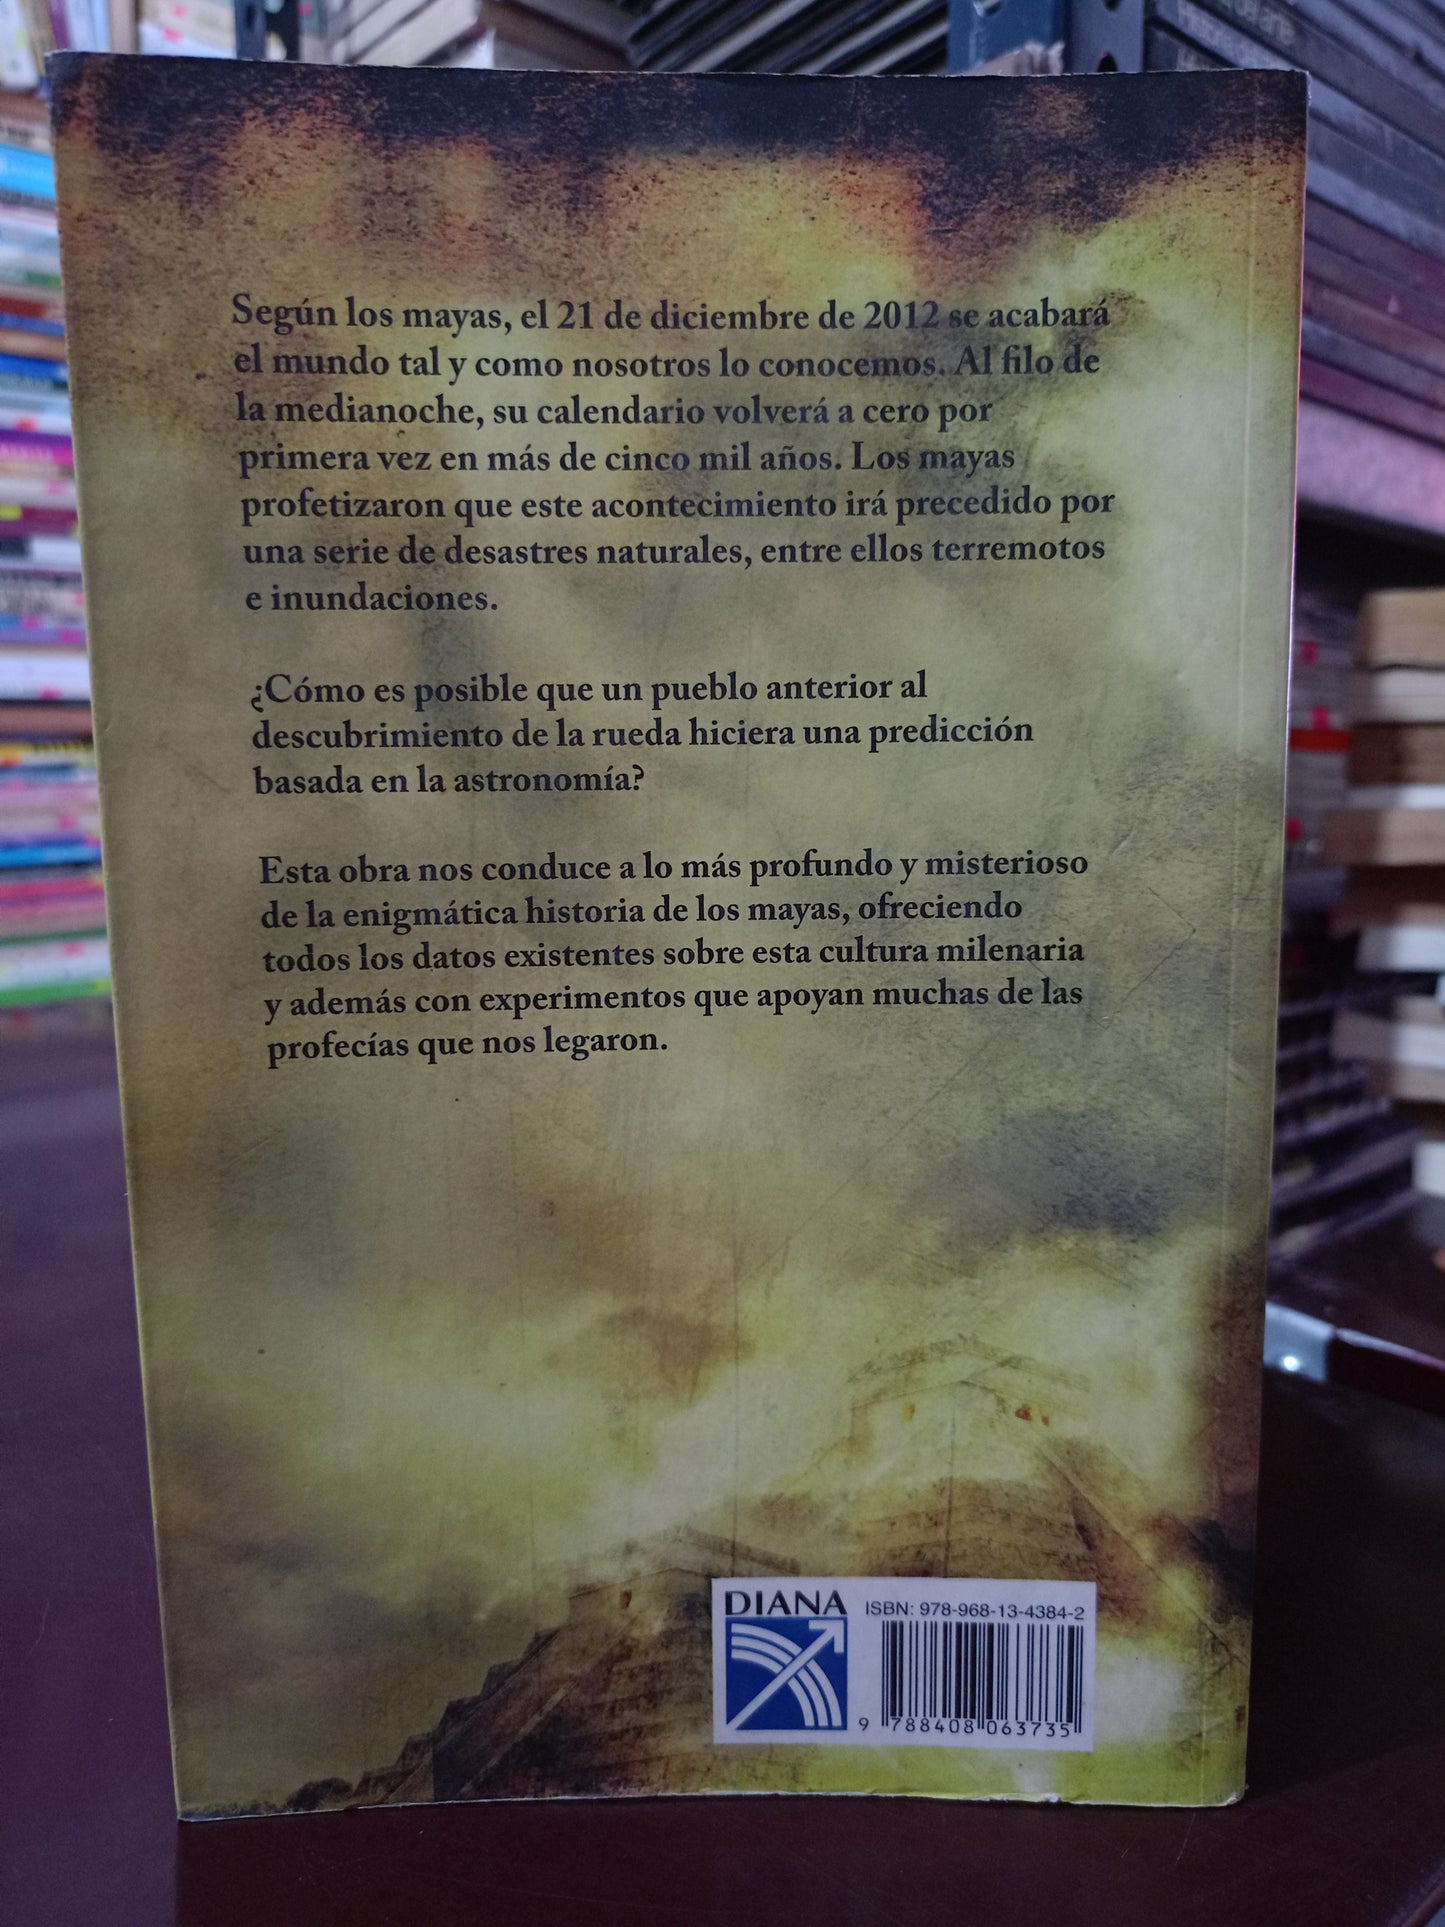 Según los mayas, el 21 de diciembre de 2012 se acabará
el mundo tal y como nosotros lo conocemos. Al filo de
la medianoche, su calendario volverá a cero por
primera vez en más de cinco mil años. Los mayas
profetizaron que este acontecimiento irá precedido por
una serie de desastres naturales, entre ellos terremotos
e inundaciones.
¿Cómo es posible que un pueblo anterior al
descubrimiento de la rueda hiciera una predicción
basada en la astronomía?
Esta obra nos conduce a lo más profundo y misterioso
de la enigmática historia de los mayas, ofreciendo
todos los datos existentes sobre esta cultura milenaria
y además con experimentos que apoyan muchas de las
profecías que nos legaron.
DIANA
ISBN: 978-968-13-4384-2
9 788408 063735